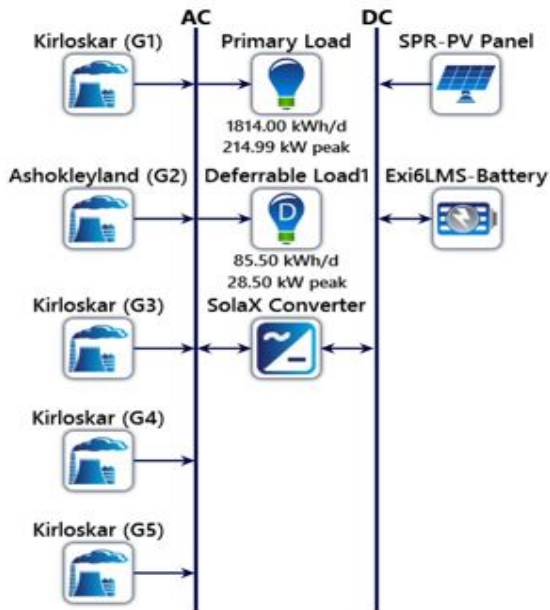 AC
DC
Kirloskar (G1)
Primary Load
SPR-PV Panel
1814.00 kWh/d
214.99 kW peak
Ashokleyland (G2)
Deferrable Load1
Exi6LMS-Battery
D
85.50 kWh/d
28.50 kW peak
Kirloskar (G3)
SolaX Converter
Kirloskar (G4)
Kirloskar (G5)